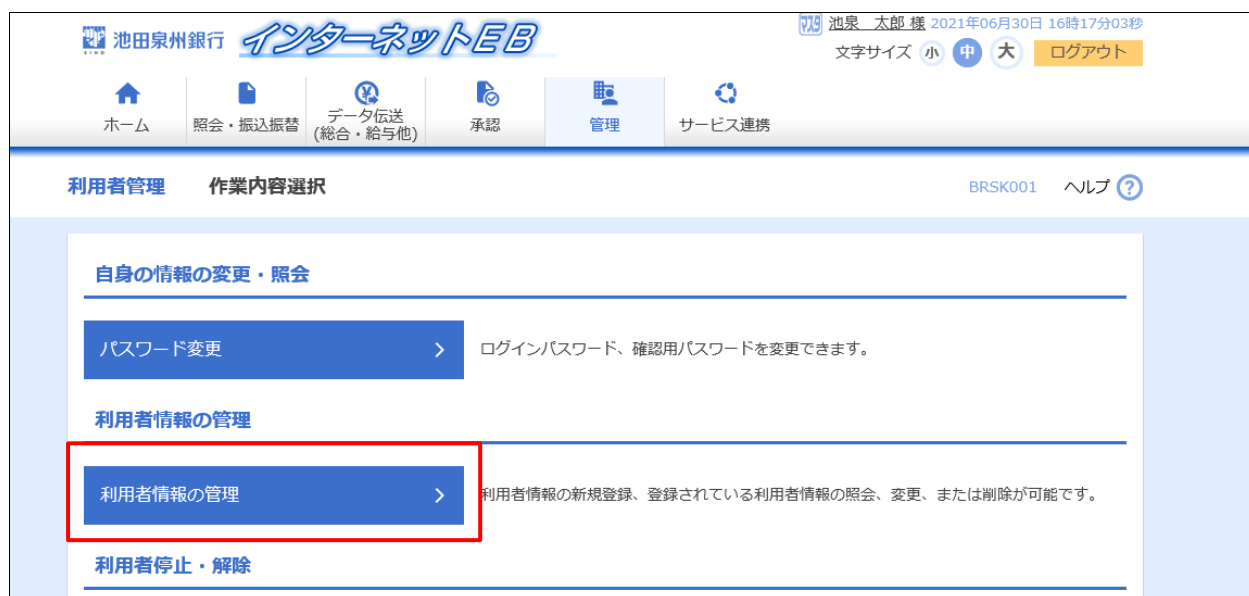 池田泉州銀行 インターネットEB
マスタ 池泉 太郎 様 2021年06月30日 16時17分03秒
文字サイズ 小 中 大 ログアウト
ホーム 照会・振込振替 データ伝送 承認 管理 サービス連携
(総合・給与他)
利用者管理 作業内容選択 BRSK001 ヘルプ ?
自身の情報の変更・照会
パスワード変更 ログインパスワード、確認用パスワードを変更できます。
利用者情報の管理
利用者情報の管理 利用者情報の新規登録、登録されている利用者情報の照会、変更、または削除が可能です。
利用者停止・解除